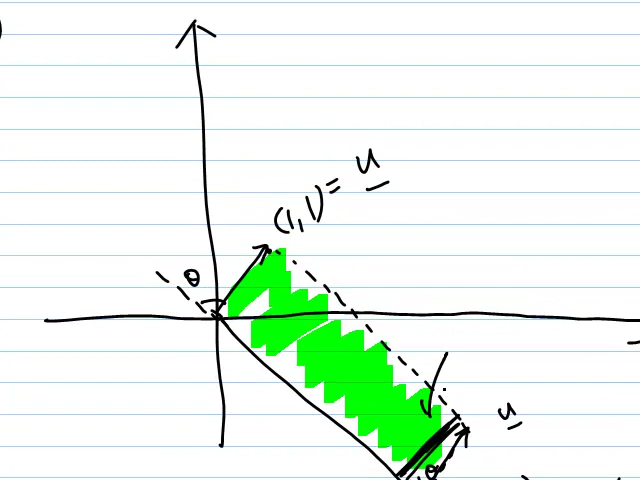 (1,1) = u
θ
u
θ